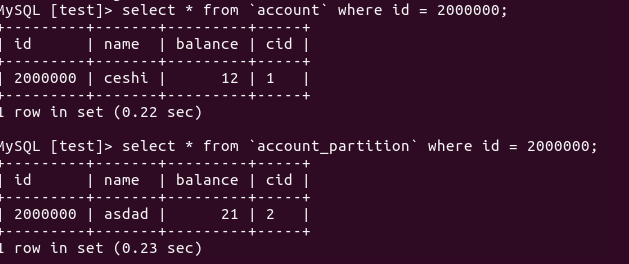 MySQL [test]> select * from `account` where id = 2000000;
+---------+-------+---------+-----+
| id      | name  | balance | cid |
+---------+-------+---------+-----+
| 2000000 | ceshi |      12 | 1   |
+---------+-------+---------+-----+
1 row in set (0.22 sec)

MySQL [test]> select * from `account_partition` where id = 2000000;
+---------+-------+---------+-----+
| id      | name  | balance | cid |
+---------+-------+---------+-----+
| 2000000 | asdad |      21 | 2   |
+---------+-------+---------+-----+
1 row in set (0.23 sec)